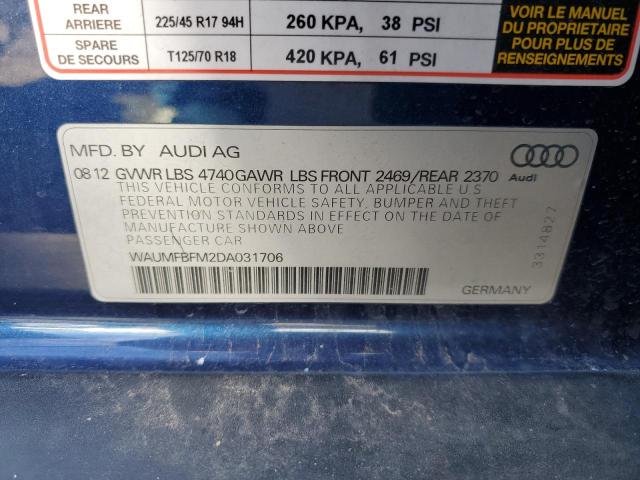 REAR 225/45 R17 94H 260 KPA, 38 PSI
ARRIERE
SPARE T125/70 R18 420 KPA, 61 PSI
DE SECOURS
VOIR LE MANUEL
DU PROPRIETAIRE
POUR PLUS DE
RENSEIGNEMENTS
MFD. BY AUDI AG
08 12 GVWR LBS 4740 GAWR LBS FRONT 2469/REAR 2370
THIS VEHICLE CONFORMS TO ALL APPLICABLE U.S
FEDERAL MOTOR VEHICLE SAFETY, BUMPER AND THEFT
PREVENTION STANDARDS IN EFFECT ON THE DATE OF
MANUFACTURE SHOWN ABOVE
PASSENGER CAR
WAUMFBFM2DA031706
Audi
3314827
GERMANY